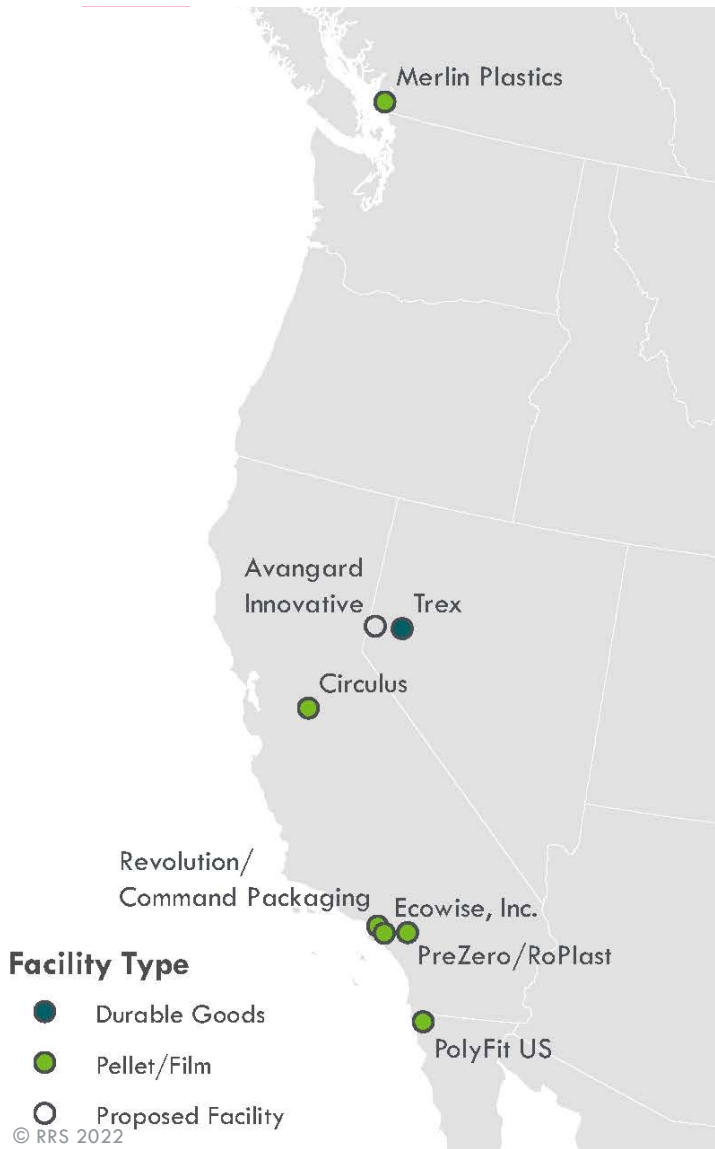 Merlin Plastics
Avangard
Innovative
Trex
Circulus
Revolution/
Command Packaging
Ecowise, Inc.
PreZero/RoPlast
PolyFit US
Facility Type
Durable Goods
Pellet/Film
Proposed Facility
© RRS 2022